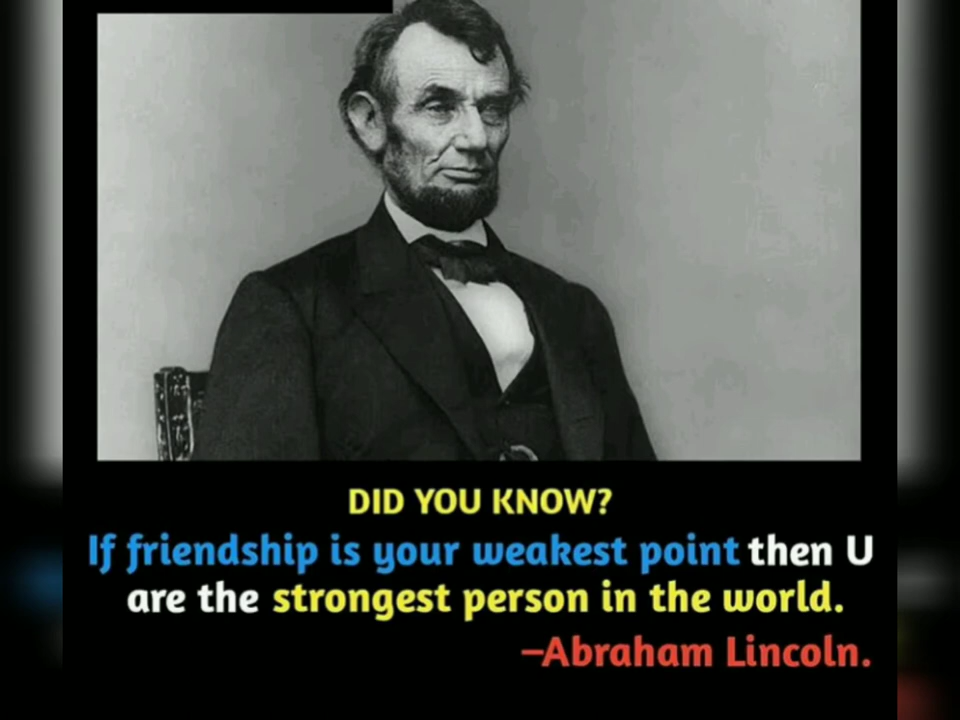 DID YOU KNOW?
If friendship is your weakest point then U
are the strongest person in the world.
–Abraham Lincoln.